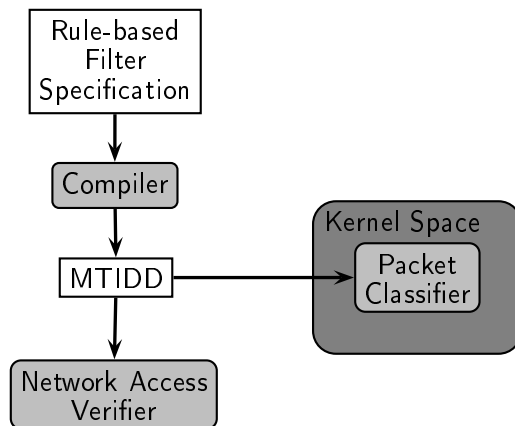 Rule-based
Filter
Specification
Compiler
Kernel Space
MTIDD
Packet
Classifier
Network Access
Verifier